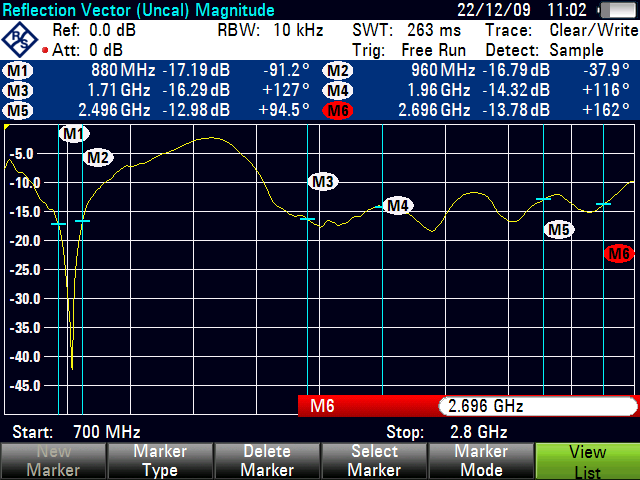 Reflection Vector (Uncal) Magnitude 22/12/09 11:02
Ref: 0.0 dB RBW: 10 kHz SWT: 263 ms Trace: Clear/Write
Att: 0 dB Trig: Free Run Detect: Sample
M1 880 MHz -17.19 dB -91.2° M2 960 MHz -16.79 dB -37.9°
M3 1.71 GHz -16.29 dB +127° M4 1.96 GHz -14.32 dB +116°
M5 2.496 GHz -12.98 dB +94.5° M6 2.696 GHz -13.78 dB +162°
M1
M2
-5.0
-10.0
M3
-15.0
M4
M5
-20.0
M6
-25.0
-30.0
-35.0
-40.0
-45.0
M6 2.696 GHz
Start: 700 MHz Stop: 2.8 GHz
New Marker Delete Select Marker View
Marker Type Marker Marker Mode List